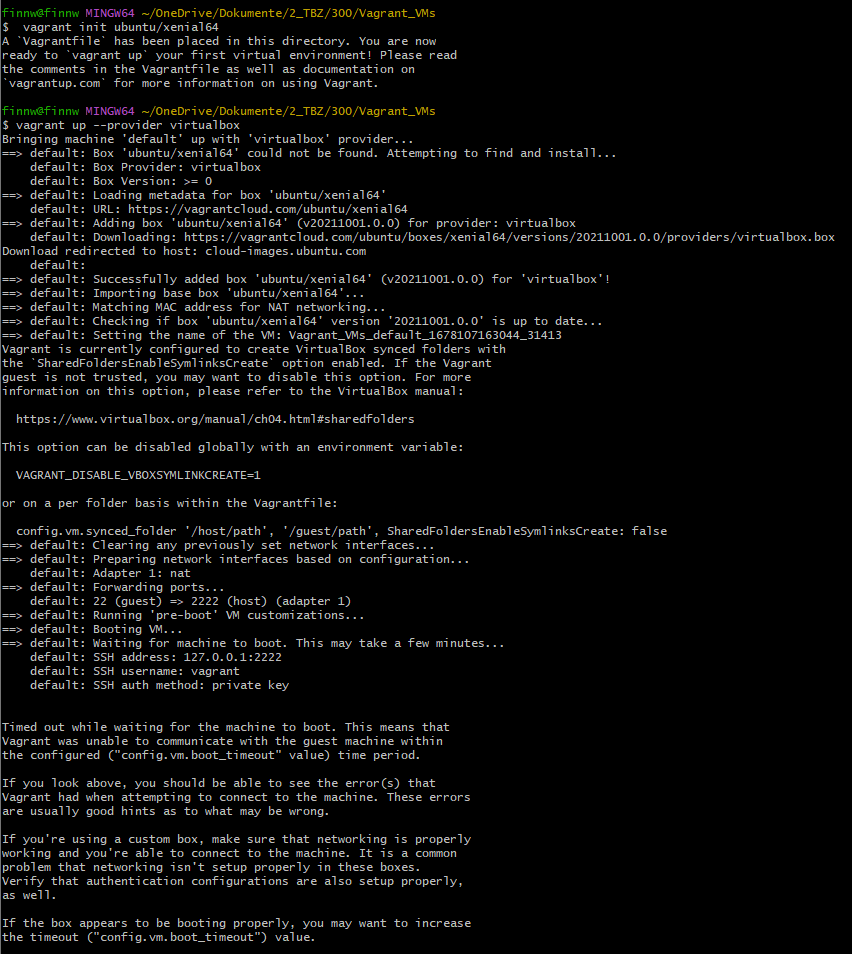 finnw@finnw MINGW64 ~/OneDrive/Dokumente/2_TBZ/300/Vagrant_VMs
$  vagrant init ubuntu/xenial64
A `Vagrantfile` has been placed in this directory. You are now
ready to `vagrant up` your first virtual environment! Please read
the comments in the Vagrantfile as well as documentation on
`vagrantup.com` for more information on using Vagrant.

finnw@finnw MINGW64 ~/OneDrive/Dokumente/2_TBZ/300/Vagrant_VMs
$ vagrant up --provider virtualbox
Bringing machine 'default' up with 'virtualbox' provider...
==> default: Box 'ubuntu/xenial64' could not be found. Attempting to find and install...
    default: Box Provider: virtualbox
    default: Box Version: >= 0
==> default: Loading metadata for box 'ubuntu/xenial64'
    default: URL: https://vagrantcloud.com/ubuntu/xenial64
==> default: Adding box 'ubuntu/xenial64' (v20211001.0.0) for provider: virtualbox
    default: Downloading: https://vagrantcloud.com/ubuntu/boxes/xenial64/versions/20211001.0.0/providers/virtualbox.box
Download redirected to host: cloud-images.ubuntu.com
    default:
==> default: Successfully added box 'ubuntu/xenial64' (v20211001.0.0) for 'virtualbox'!
==> default: Importing base box 'ubuntu/xenial64'...
==> default: Matching MAC address for NAT networking...
==> default: Checking if box 'ubuntu/xenial64' version '20211001.0.0' is up to date...
==> default: Setting the name of the VM: Vagrant_VMs_default_1678107163044_31413
Vagrant is currently configured to create VirtualBox synced folders with
the `SharedFoldersEnableSymlinksCreate` option enabled. If the Vagrant
guest is not trusted, you may want to disable this option. For more
information on this option, please refer to the VirtualBox manual:

  https://www.virtualbox.org/manual/ch04.html#sharedfolders

This option can be disabled globally with an environment variable:

  VAGRANT_DISABLE_VBOXSYMLINKCREATE=1

or on a per folder basis within the Vagrantfile:

  config.vm.synced_folder '/host/path', '/guest/path', SharedFoldersEnableSymlinksCreate: false
==> default: Clearing any previously set network interfaces...
==> default: Preparing network interfaces based on configuration...
    default: Adapter 1: nat
==> default: Forwarding ports...
    default: 22 (guest) => 2222 (host) (adapter 1)
==> default: Running 'pre-boot' VM customizations...
==> default: Booting VM...
==> default: Waiting for machine to boot. This may take a few minutes...
    default: SSH address: 127.0.0.1:2222
    default: SSH username: vagrant
    default: SSH auth method: private key

Timed out while waiting for the machine to boot. This means that
Vagrant was unable to communicate with the guest machine within
the configured ("config.vm.boot_timeout" value) time period.

If you look above, you should be able to see the error(s) that
Vagrant had when attempting to connect to the machine. These errors
are usually good hints as to what may be wrong.

If you're using a custom box, make sure that networking is properly
working and you're able to connect to the machine. It is a common
problem that networking isn't setup properly in these boxes.
Verify that authentication configurations are also setup properly,
as well.

If the box appears to be booting properly, you may want to increase
the timeout ("config.vm.boot_timeout") value.